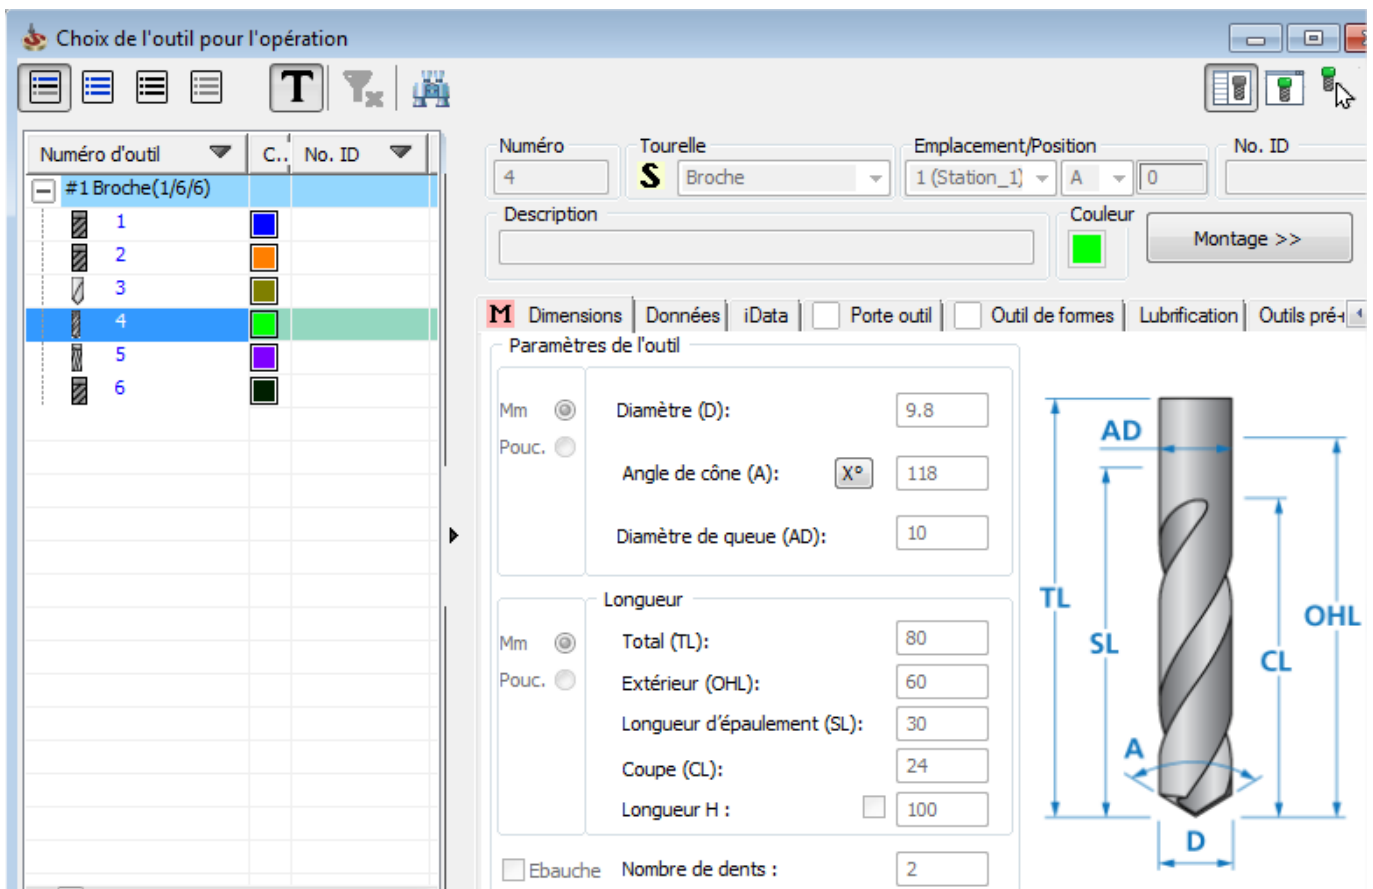 Choix de l'outil pour l'opération
T
Numéro d'outil C.. No. ID
#1 Broche(1/6/6)
1
2
3
4
5
6
Numéro Tourelle Emplacement/Position No. ID
4 S Broche 1 (Station_1) A 0
Description Couleur
Montage >>
M Dimensions Données iData Porte outil Outil de formes Lubrification Outils pré-
Paramètres de l'outil
Mm Diamètre (D): 9.8
Pouc.
Angle de cône (A): X° 118
Diamètre de queue (AD): 10
Longueur
Mm Total (TL): 80
Pouc. Extérieur (OHL): 60
Longueur d'épaulement (SL): 30
Coupe (CL): 24
Longueur H : 100
Ebauche Nombre de dents : 2
AD
TL
OHL
SL
CL
A
D